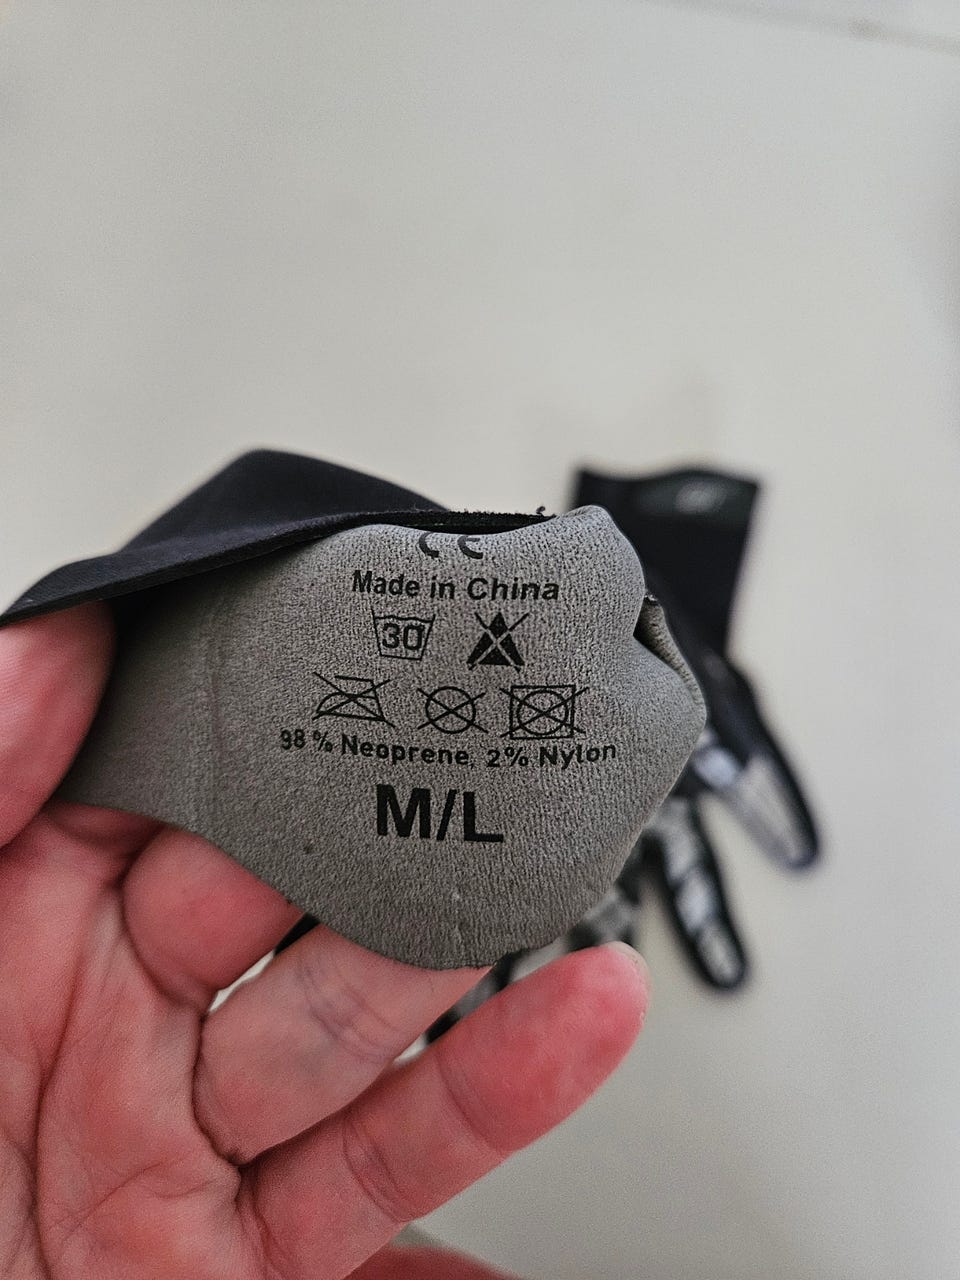 CE
Made in China
30
98 % Neoprene, 2% Nylon
M/L